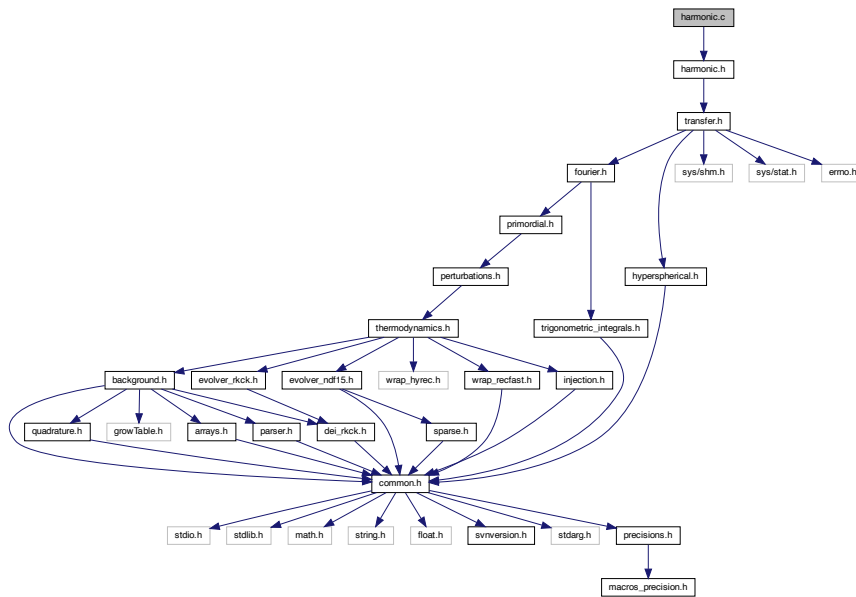 harmonic.c
harmonic.h
transfer.h
fourier.h
sys/shm.h
sys/stat.h
errno.h
primordial.h
perturbations.h
hyperspherical.h
thermodynamics.h
trigonometric_integrals.h
background.h
evolver_rkck.h
evolver_ndf15.h
wrap_hyrec.h
wrap_recfast.h
injection.h
quadrature.h
growTable.h
arrays.h
parser.h
dei_rkck.h
sparse.h
common.h
stdio.h
stdlib.h
math.h
string.h
float.h
svnversion.h
stdarg.h
precisions.h
macros_precision.h